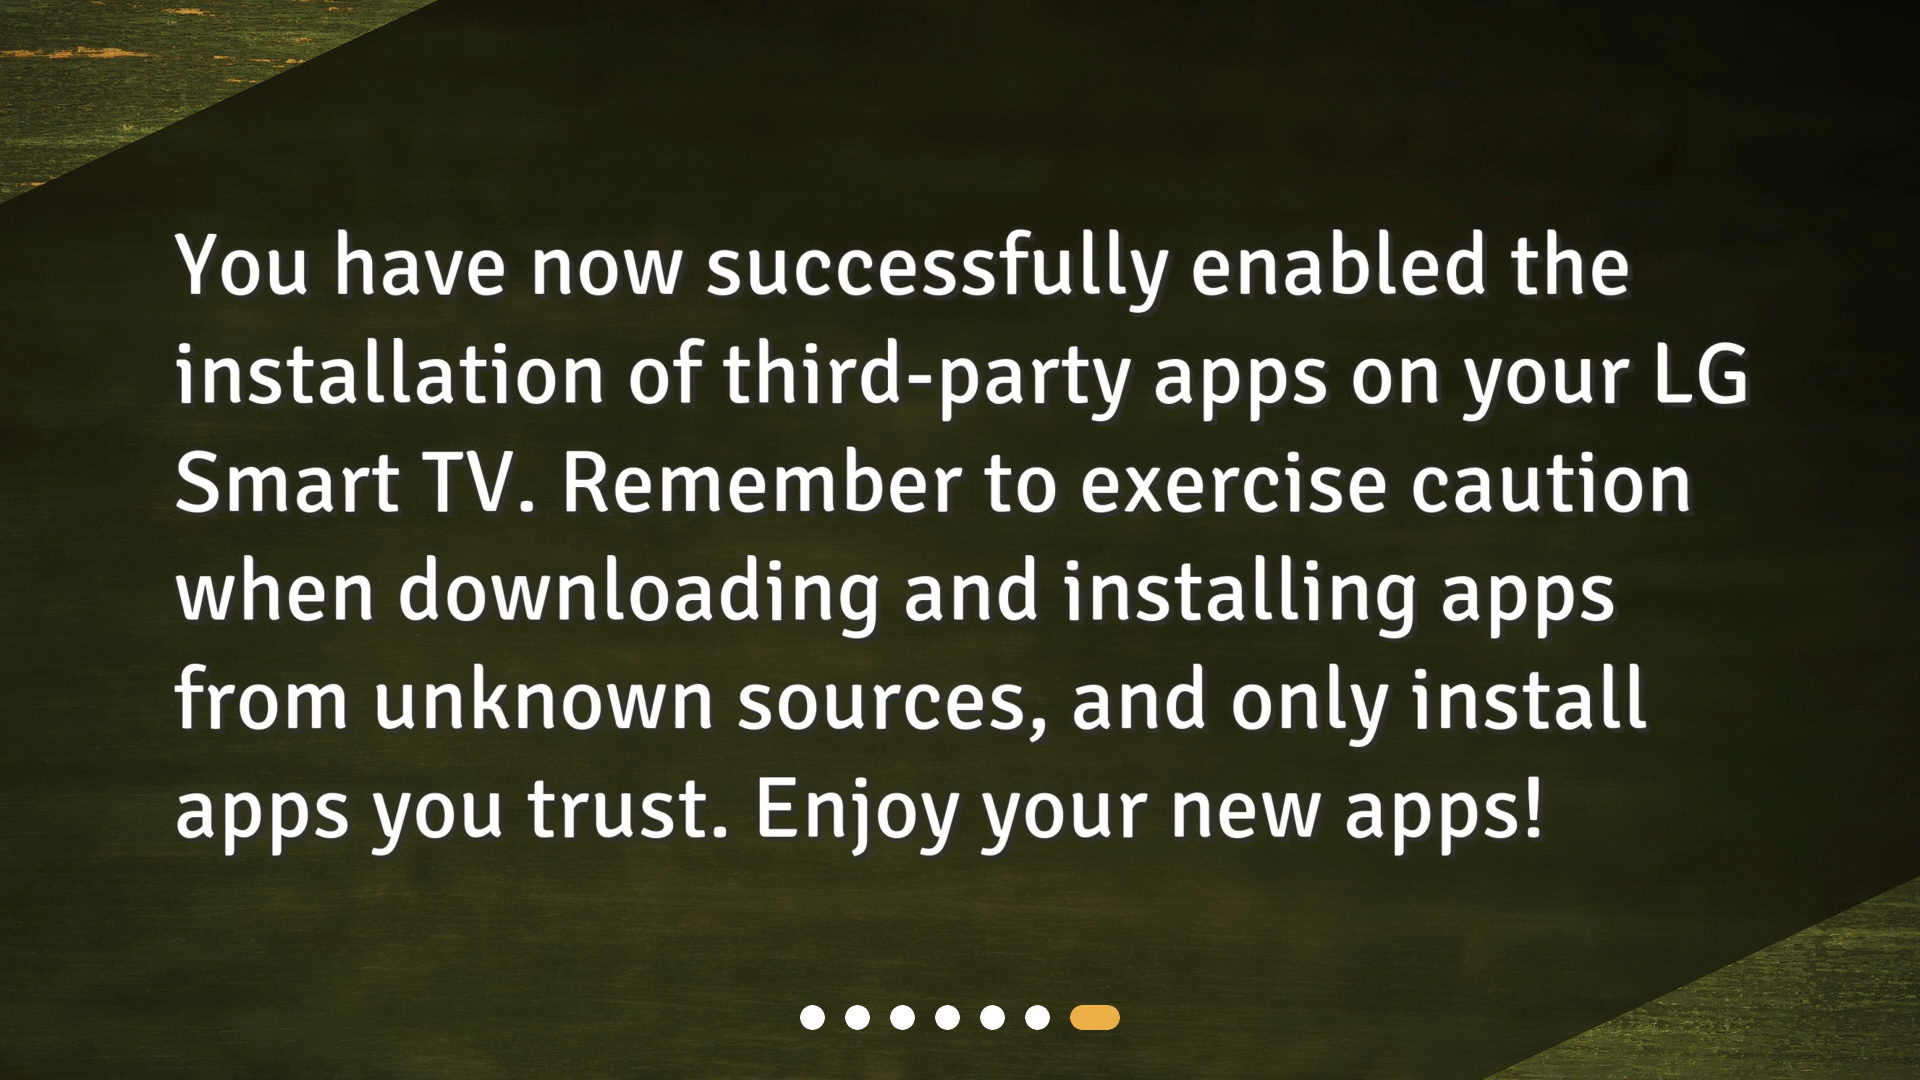 You have now successfully enabled the
installation of third-party apps on your LG
Smart TV. Remember to exercise caution
when downloading and installing apps
from unknown sources, and only install
apps you trust. Enjoy your new apps!